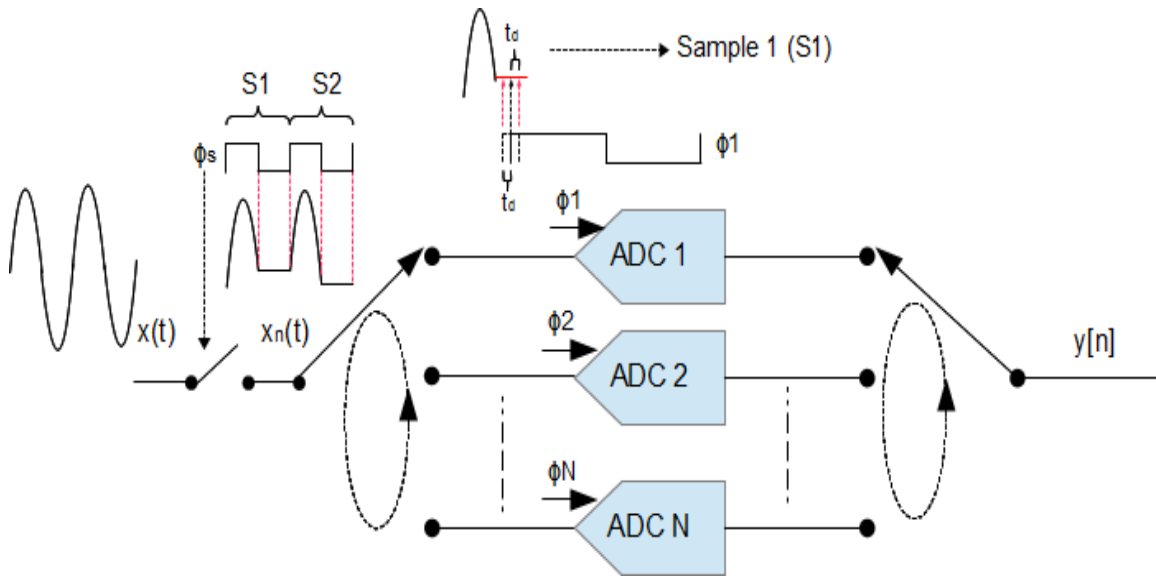 td
Sample 1 (S1)
S1 S2
ϕs
ϕ1
td
ϕ1
ADC 1
x(t)
xn(t)
ϕ2
ADC 2
y[n]
ϕN
ADC N